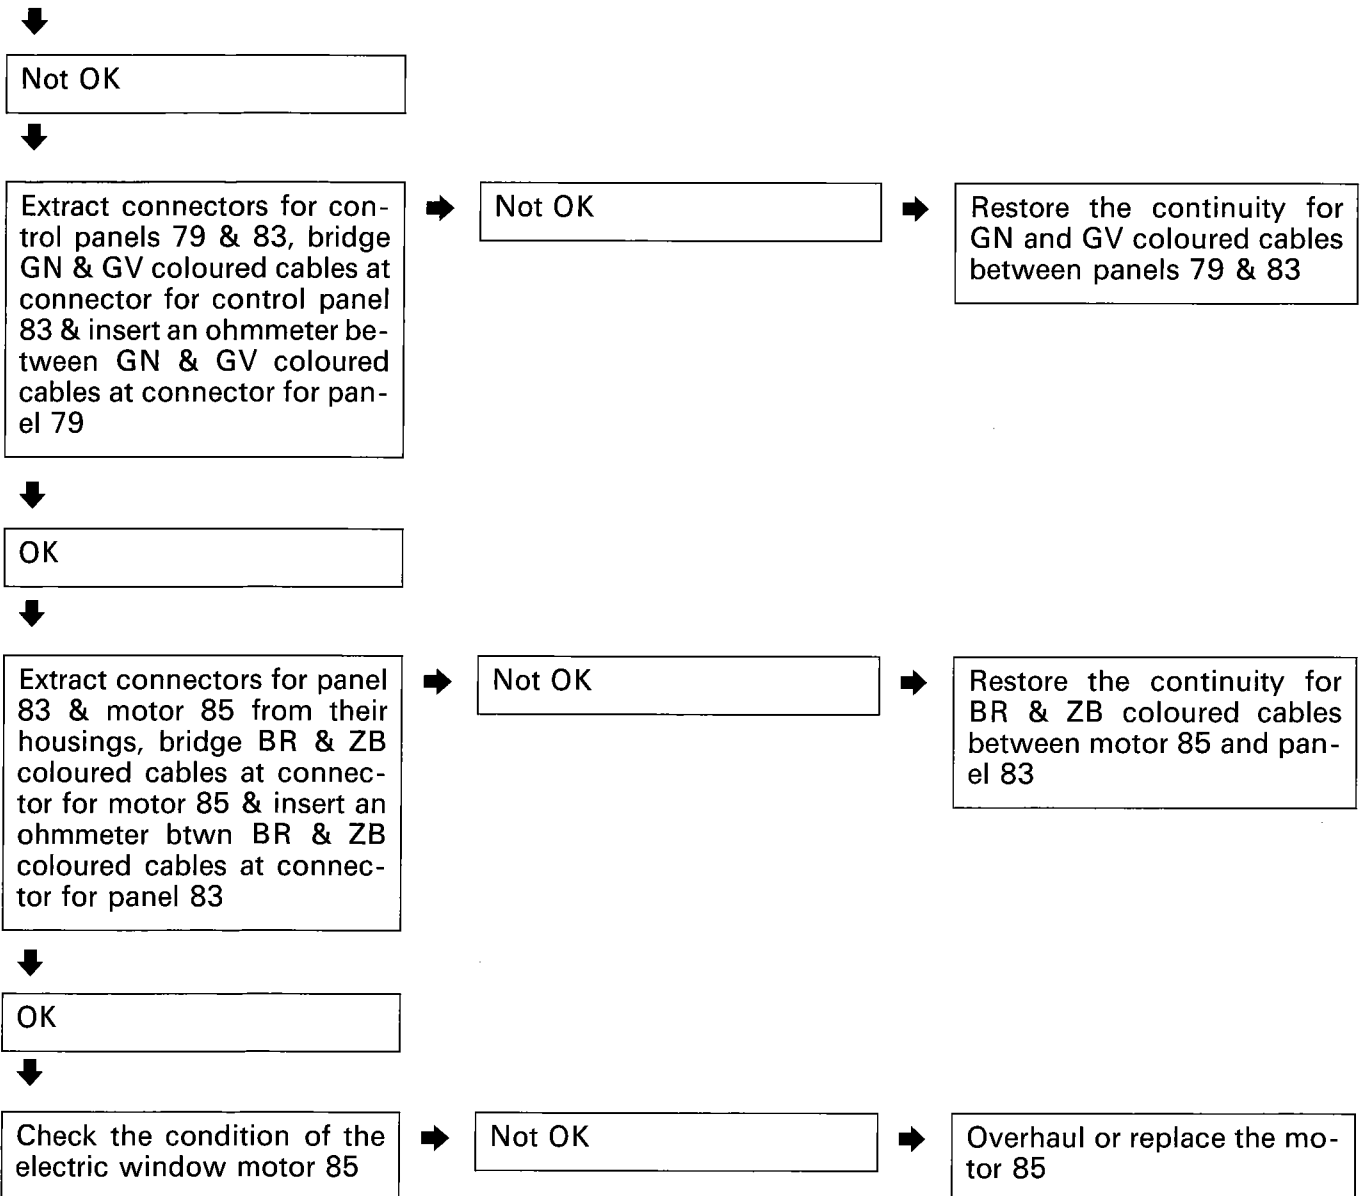 Not OK
Extract connectors for con-
trol panels 79 & 83, bridge
GN & GV coloured cables at
connector for control panel
83 & insert an ohmmeter be-
tween GN & GV coloured
cables at connector for pan-
el 79
Not OK
Restore the continuity for
GN and GV coloured cables
between panels 79 & 83
OK
Extract connectors for panel
83 & motor 85 from their
housings, bridge BR & ZB
coloured cables at connec-
tor for motor 85 & insert an
ohmmeter btwn BR & ZB
coloured cables at connec-
tor for panel 83
Not OK
Restore the continuity for
BR & ZB coloured cables
between motor 85 and pan-
el 83
OK
Check the condition of the
electric window motor 85
Not OK
Overhaul or replace the mo-
tor 85